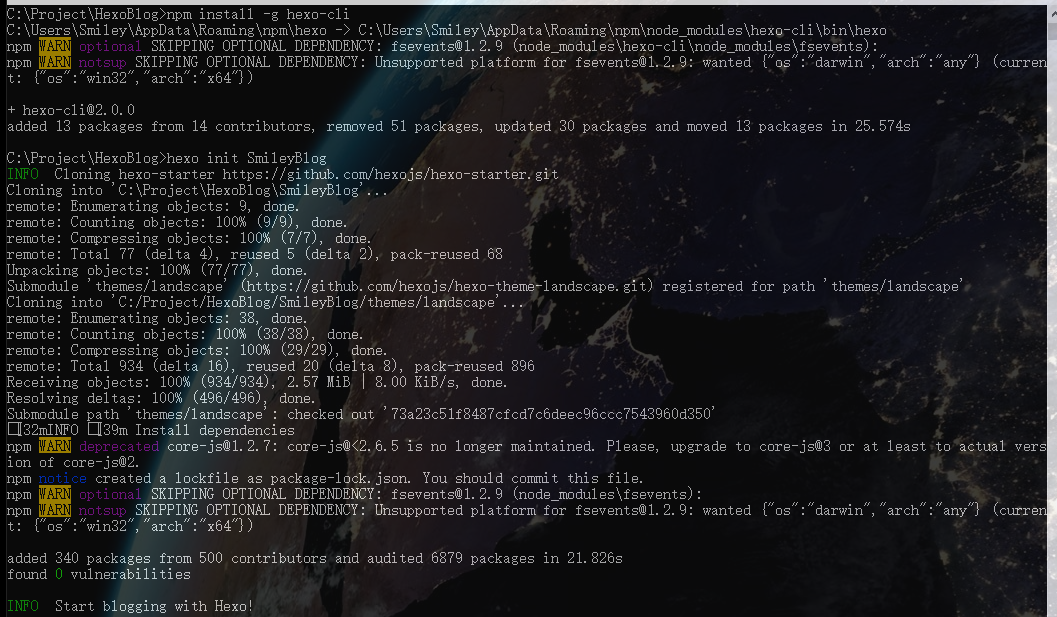 C:\Project\HexoBlog>npm install -g hexo-cli
C:\Users\Smiley\AppData\Roaming\npm\hexo -> C:\Users\Smiley\AppData\Roaming\npm\node_modules\hexo-cli\bin\hexo
npm WARN optional SKIPPING OPTIONAL DEPENDENCY: fsevents@1.2.9 (node_modules\hexo-cli\node_modules\fsevents):
npm WARN notsup SKIPPING OPTIONAL DEPENDENCY: Unsupported platform for fsevents@1.2.9: wanted {"os":"darwin","arch":"any"} (curren
t: {"os":"win32","arch":"x64"})
+ hexo-cli@2.0.0
added 13 packages from 14 contributors, removed 51 packages, updated 30 packages and moved 13 packages in 25.574s
C:\Project\HexoBlog>hexo init SmileyBlog
INFO  Cloning hexo-starter https://github.com/hexojs/hexo-starter.git
Cloning into 'C:\Project\HexoBlog\SmileyBlog'...
remote: Enumerating objects: 9, done.
remote: Counting objects: 100% (9/9), done.
remote: Compressing objects: 100% (7/7), done.
remote: Total 77 (delta 4), reused 5 (delta 2), pack-reused 68
Unpacking objects: 100% (77/77), done.
Submodule 'themes/landscape' (https://github.com/hexojs/hexo-theme-landscape.git) registered for path 'themes/landscape'
Cloning into 'C:/Project/HexoBlog/SmileyBlog/themes/landscape'...
remote: Enumerating objects: 38, done.
remote: Counting objects: 100% (38/38), done.
remote: Compressing objects: 100% (29/29), done.
remote: Total 934 (delta 16), reused 20 (delta 8), pack-reused 896
Receiving objects: 100% (934/934), 2.57 MiB | 8.00 KiB/s, done.
Resolving deltas: 100% (496/496), done.
Submodule path 'themes/landscape': checked out '73a23c51f8487cfcd7c6deec96ccc7543960d350'
□[32mINFO □[39m Install dependencies
npm WARN deprecated core-js@1.2.7: core-js@<2.6.5 is no longer maintained. Please, upgrade to core-js@3 or at least to actual vers
ion of core-js@2.
npm notice created a lockfile as package-lock.json. You should commit this file.
npm WARN optional SKIPPING OPTIONAL DEPENDENCY: fsevents@1.2.9 (node_modules\fsevents):
npm WARN notsup SKIPPING OPTIONAL DEPENDENCY: Unsupported platform for fsevents@1.2.9: wanted {"os":"darwin","arch":"any"} (curren
t: {"os":"win32","arch":"x64"})
added 340 packages from 500 contributors and audited 6879 packages in 21.826s
found 0 vulnerabilities
INFO  Start blogging with Hexo!